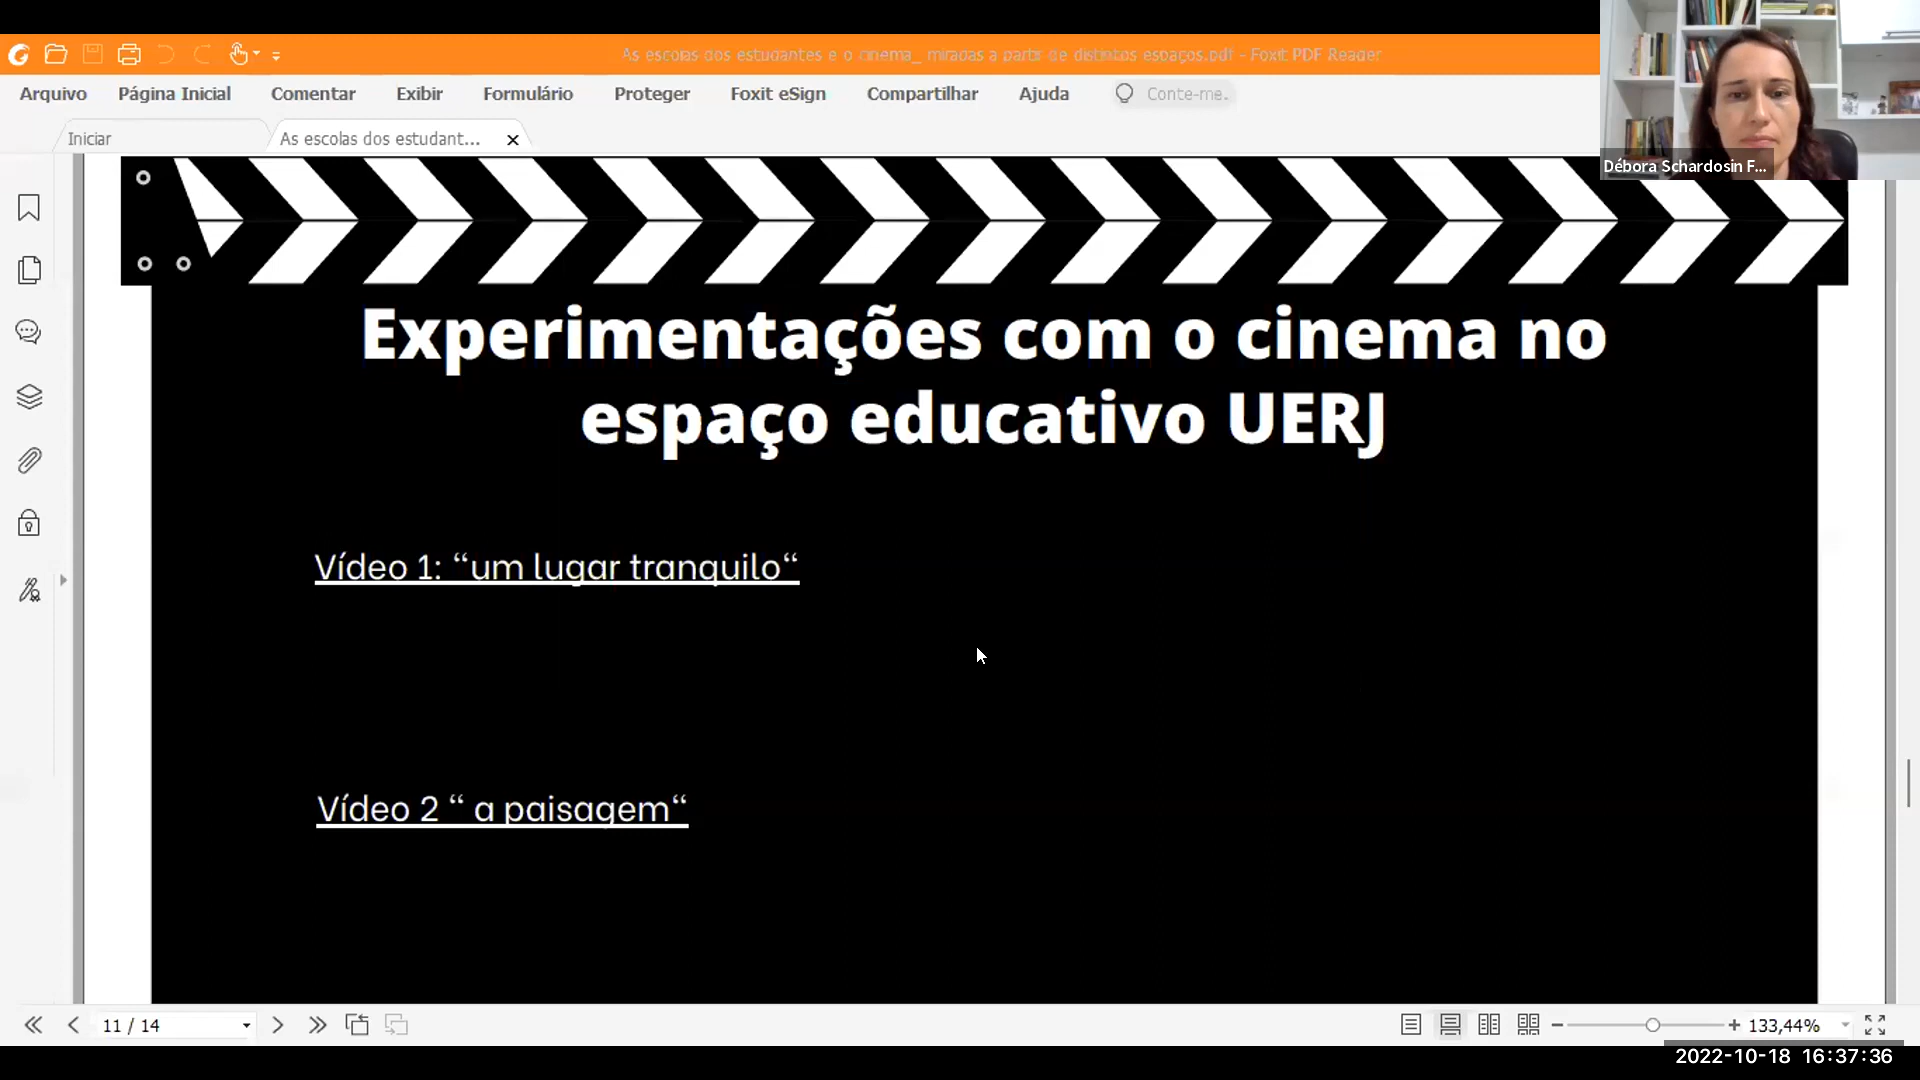 As escolas dos estudantes e o cinema_ miradas a partir de distintos espaços.pdf - Foxit PDF Reader
Arquivo Página Inicial Comentar Exibir Formulário Proteger Foxit eSign Compartilhar Ajuda Conte-me.
Iniciar As escolas dos estudant...
Débora Schardosin F...
Experimentações com o cinema no
espaço educativo UERJ
Vídeo 1: “um lugar tranquilo“
Vídeo 2 “ a paisagem“
11 / 14
133,44%
2022-10-18 16:37:36